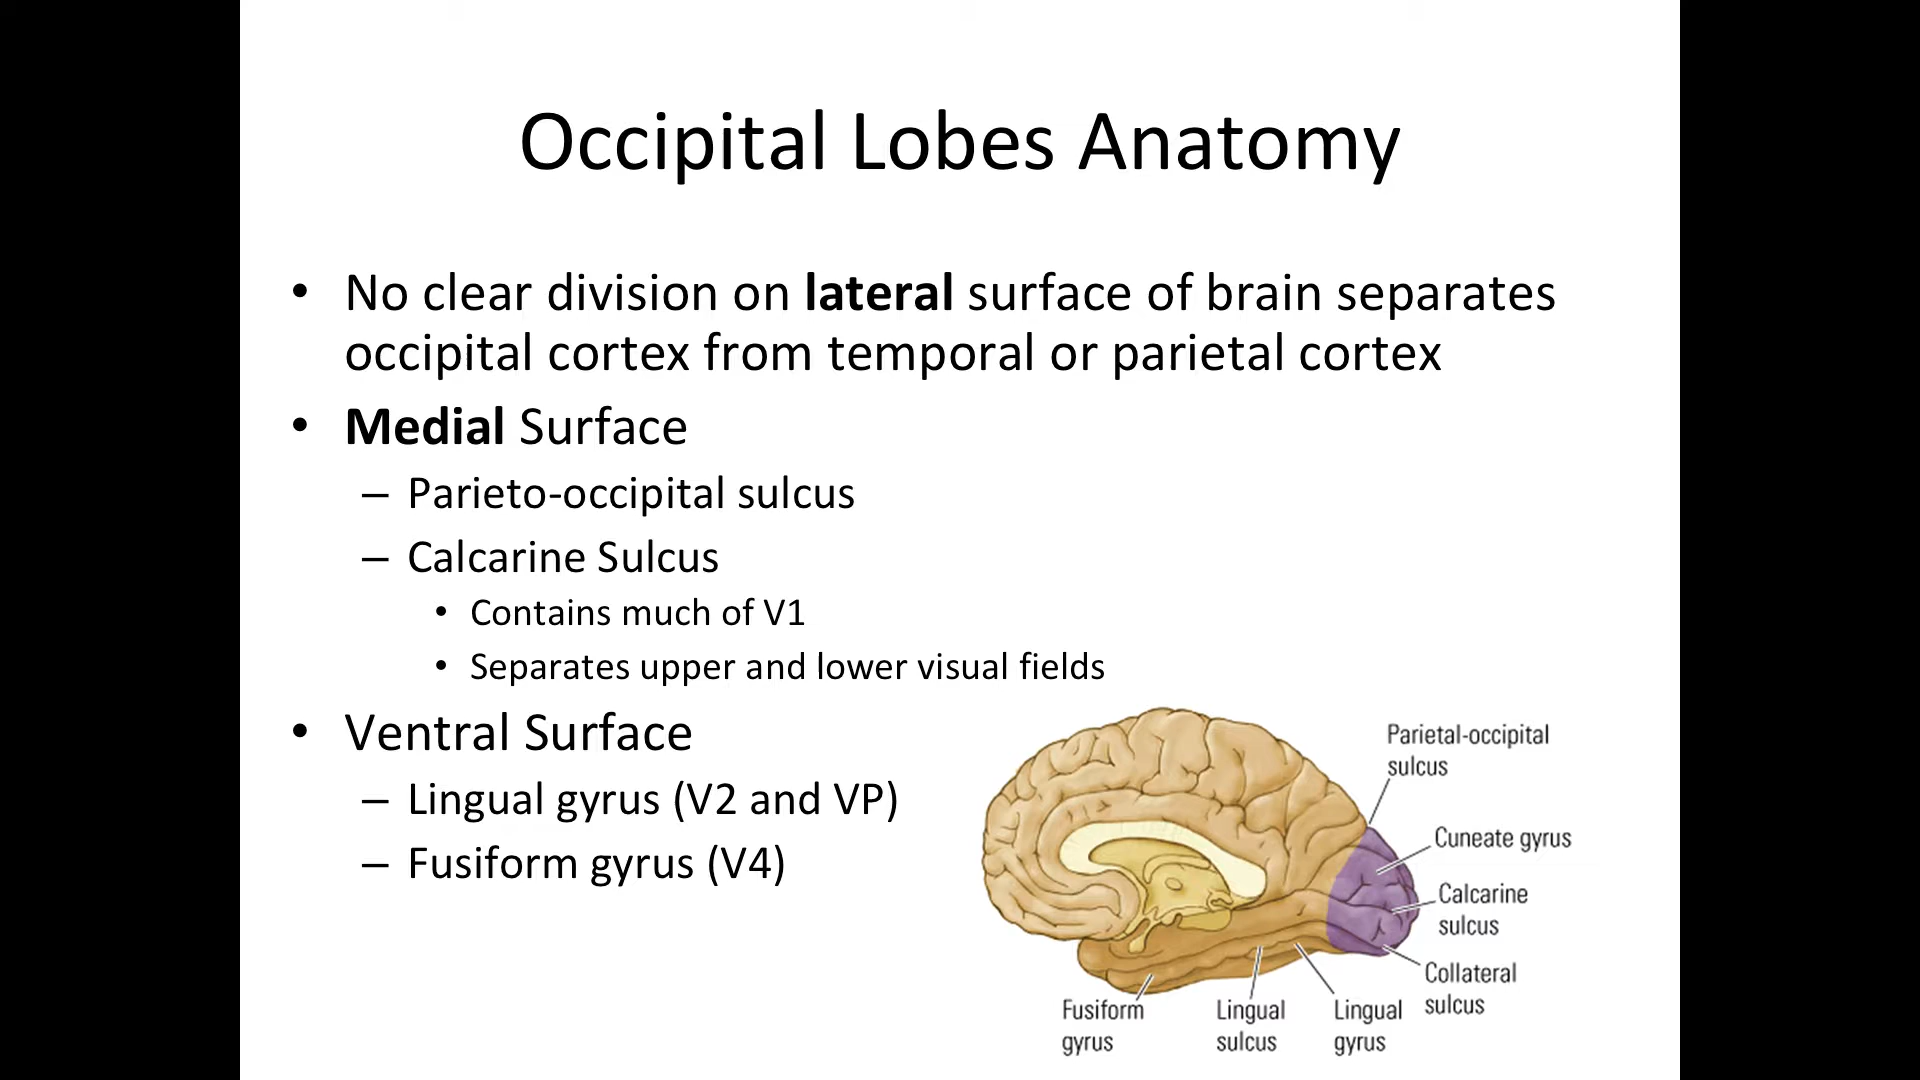 Occipital Lobes Anatomy
• No clear division on lateral surface of brain separates
occipital cortex from temporal or parietal cortex
• Medial Surface
– Parieto-occipital sulcus
– Calcarine Sulcus
• Contains much of V1
• Separates upper and lower visual fields
• Ventral Surface
– Lingual gyrus (V2 and VP)
– Fusiform gyrus (V4)
Parietal-occipital
sulcus
Cuneate gyrus
Calcarine
sulcus
Collateral
sulcus
Fusiform
gyrus
Lingual
sulcus
Lingual
gyrus